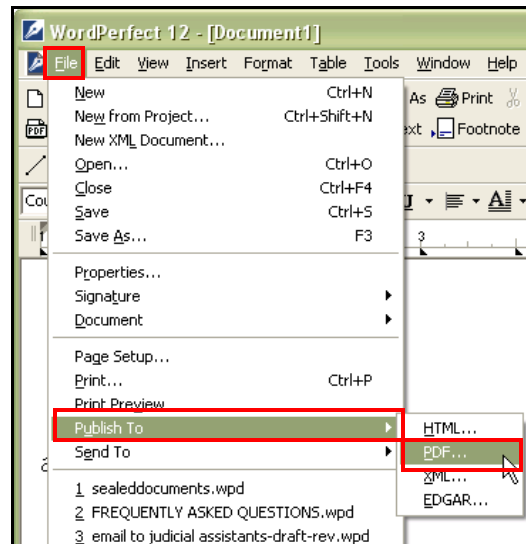 WordPerfect 12 - [Document1]
File Edit View Insert Format Table Tools Window Help
New Ctrl+N
As Print
New from Project... Ctrl+Shift+N
PDF
Footnote
New XML Document...
Open... Ctrl+O
Close Ctrl+F4
Save Ctrl+S
Save As... F3
3
Properties...
Signature
Document
Page Setup...
Print... Ctrl+P
Print Preview
Publish To
HTML...
Send To
PDF...
XML...
EDGAR...
1 sealeddocuments.wpd
2 FREQUENTLY ASKED QUESTIONS.wpd
3 email to judicial assistants-draft-rev.wpd